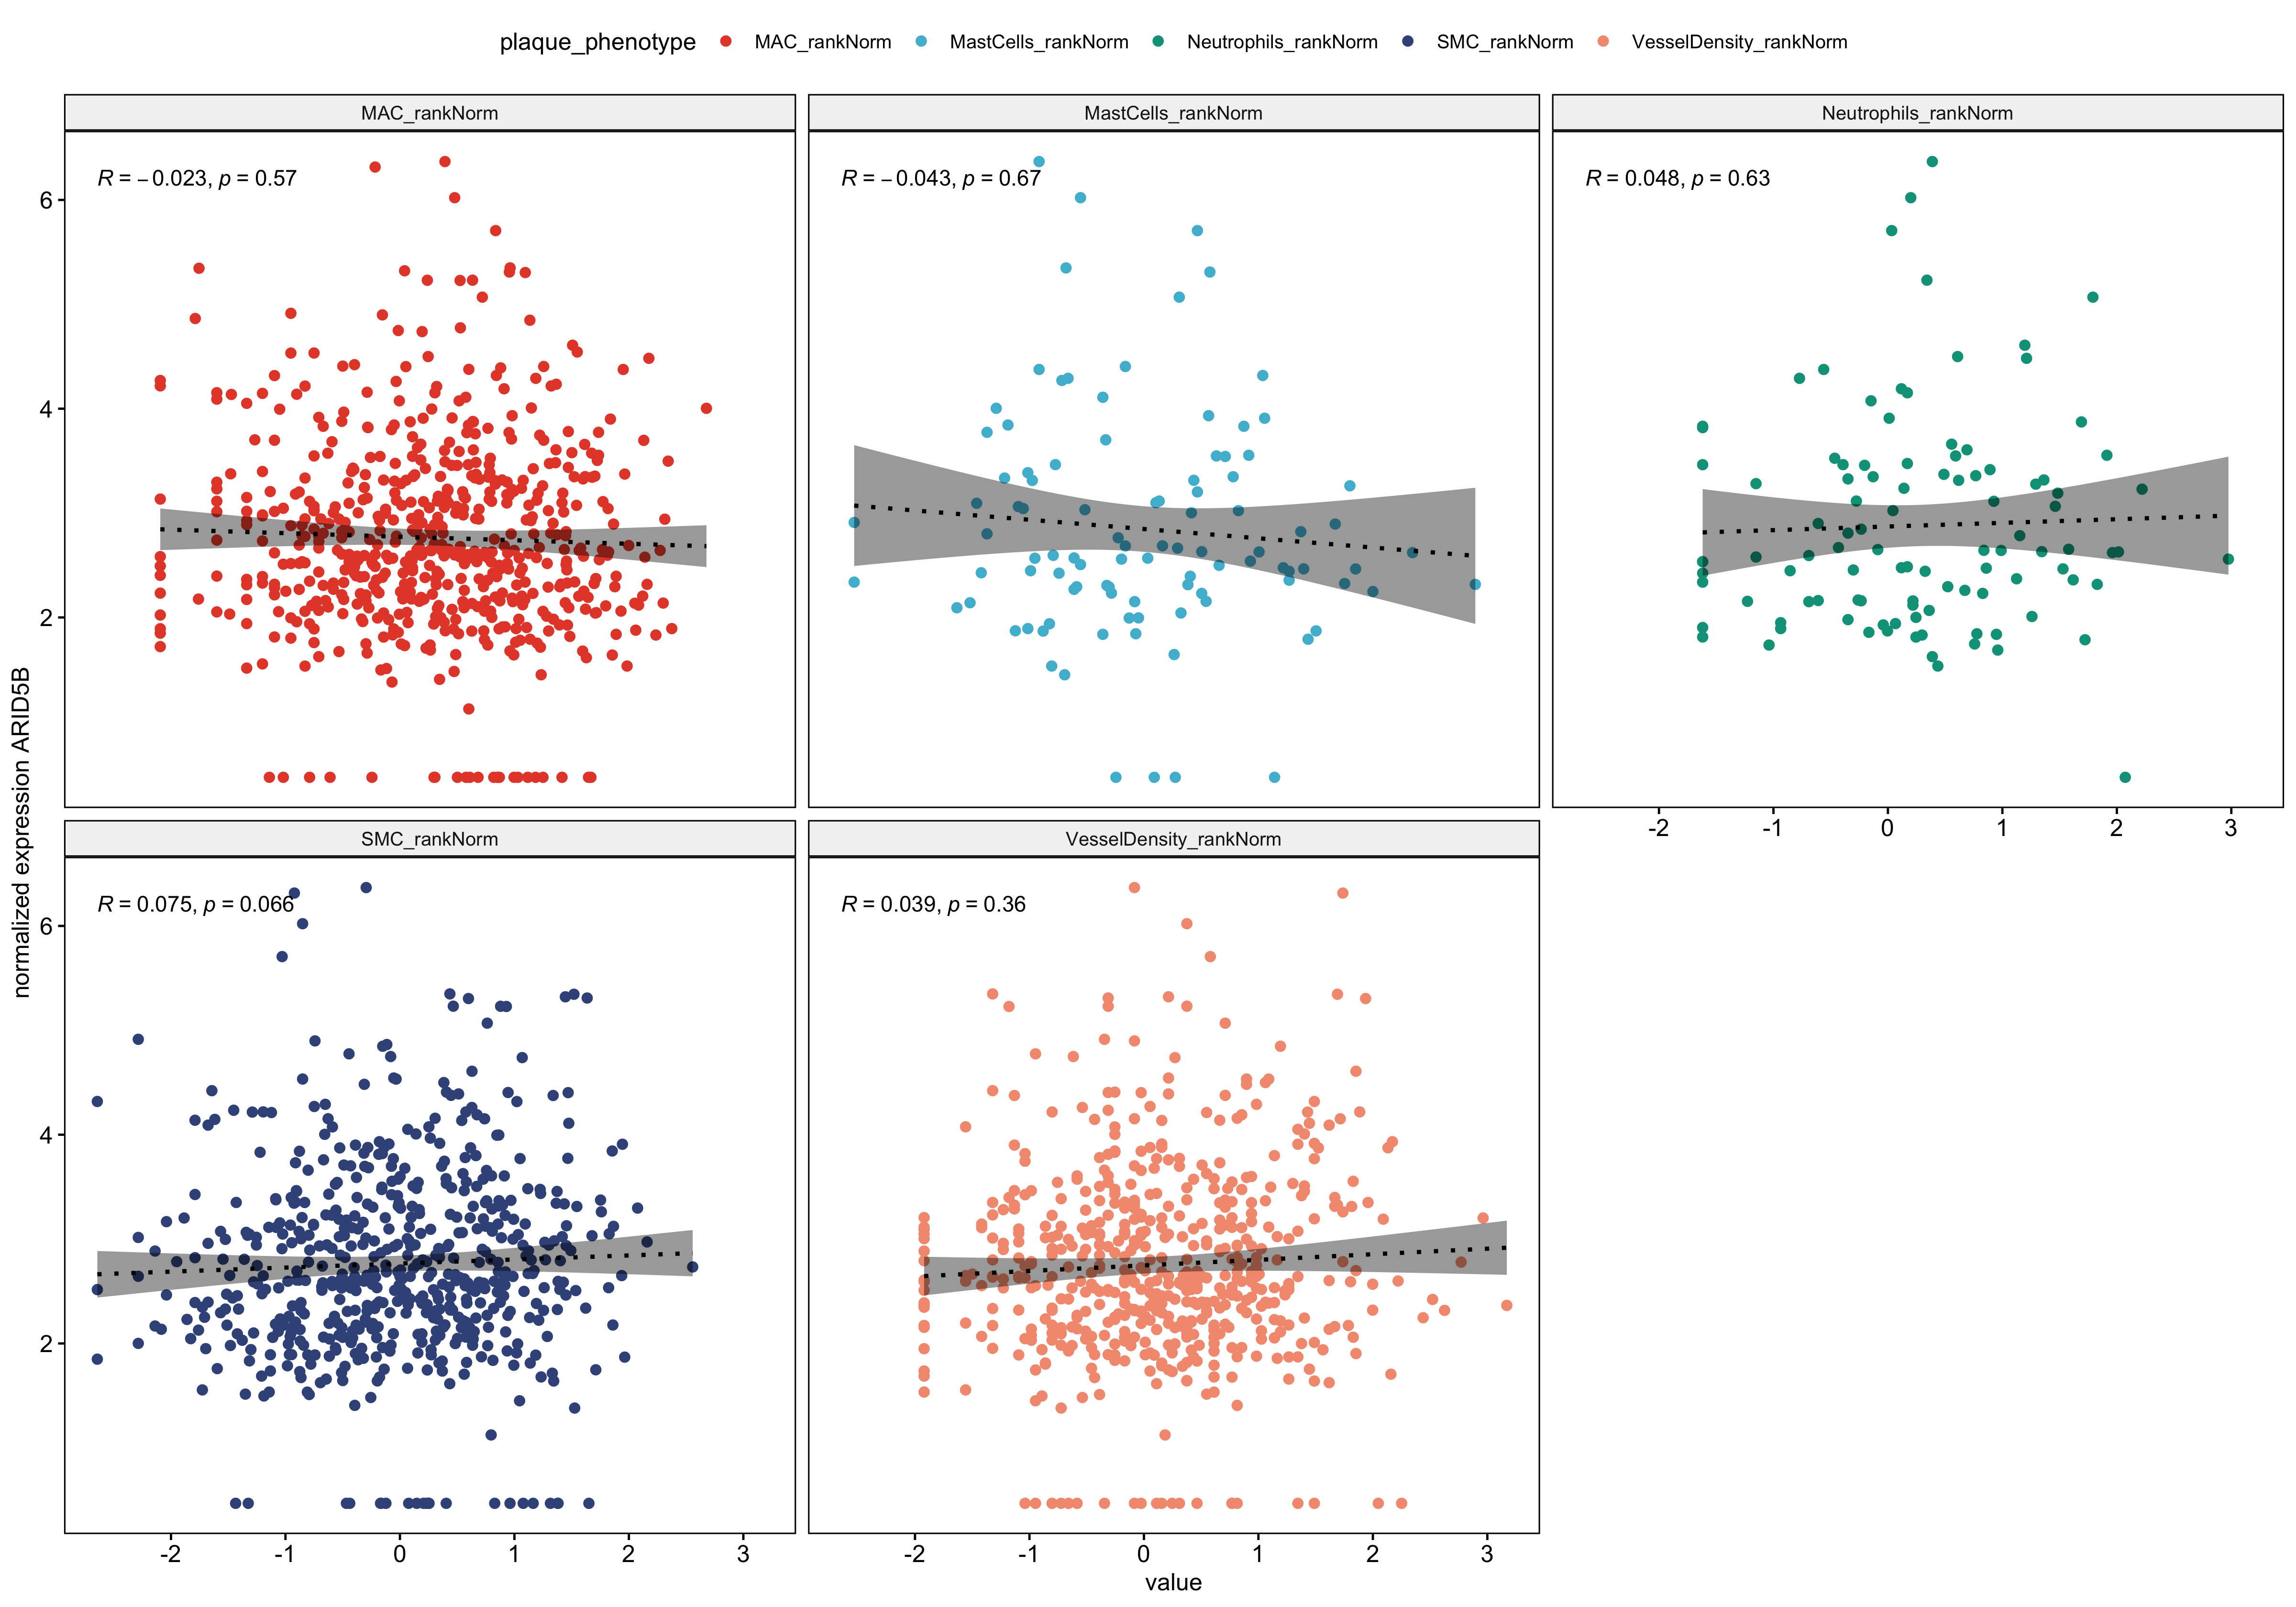 plaque_phenotype MAC_rankNorm MastCells_rankNorm Neutrophils_rankNorm SMC_rankNorm VesselDensity_rankNorm
MAC_rankNorm MastCells_rankNorm Neutrophils_rankNorm
R = −0.023, p = 0.57 R = −0.043, p = 0.67 R = 0.048, p = 0.63
6
4
2
-2 -1 0 1 2 3
normalized expression ARID5B
SMC_rankNorm VesselDensity_rankNorm
R = 0.075, p = 0.066 R = 0.039, p = 0.36
6
4
2
-2 -1 0 1 2 3 -2 -1 0 1 2 3
value